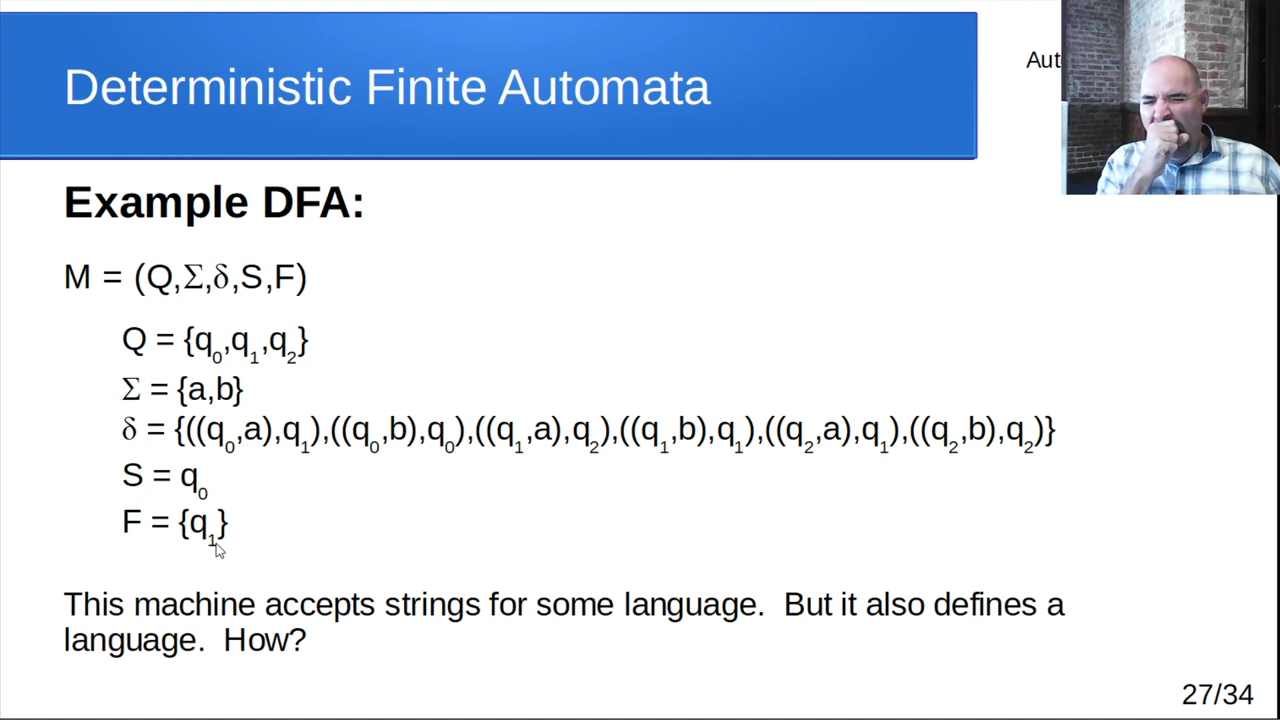 Deterministic Finite Automata
Aut
Example DFA:
M = (Q,Σ,δ,S,F)
Q = {q₀,q₁,q₂}
Σ = {a,b}
δ = {((q₀,a),q₁),((q₀,b),q₀),((q₁,a),q₂),((q₁,b),q₁),((q₂,a),q₁),((q₂,b),q₂)}
S = q₀
F = {q₁}
This machine accepts strings for some language. But it also defines a
language. How?
27/34